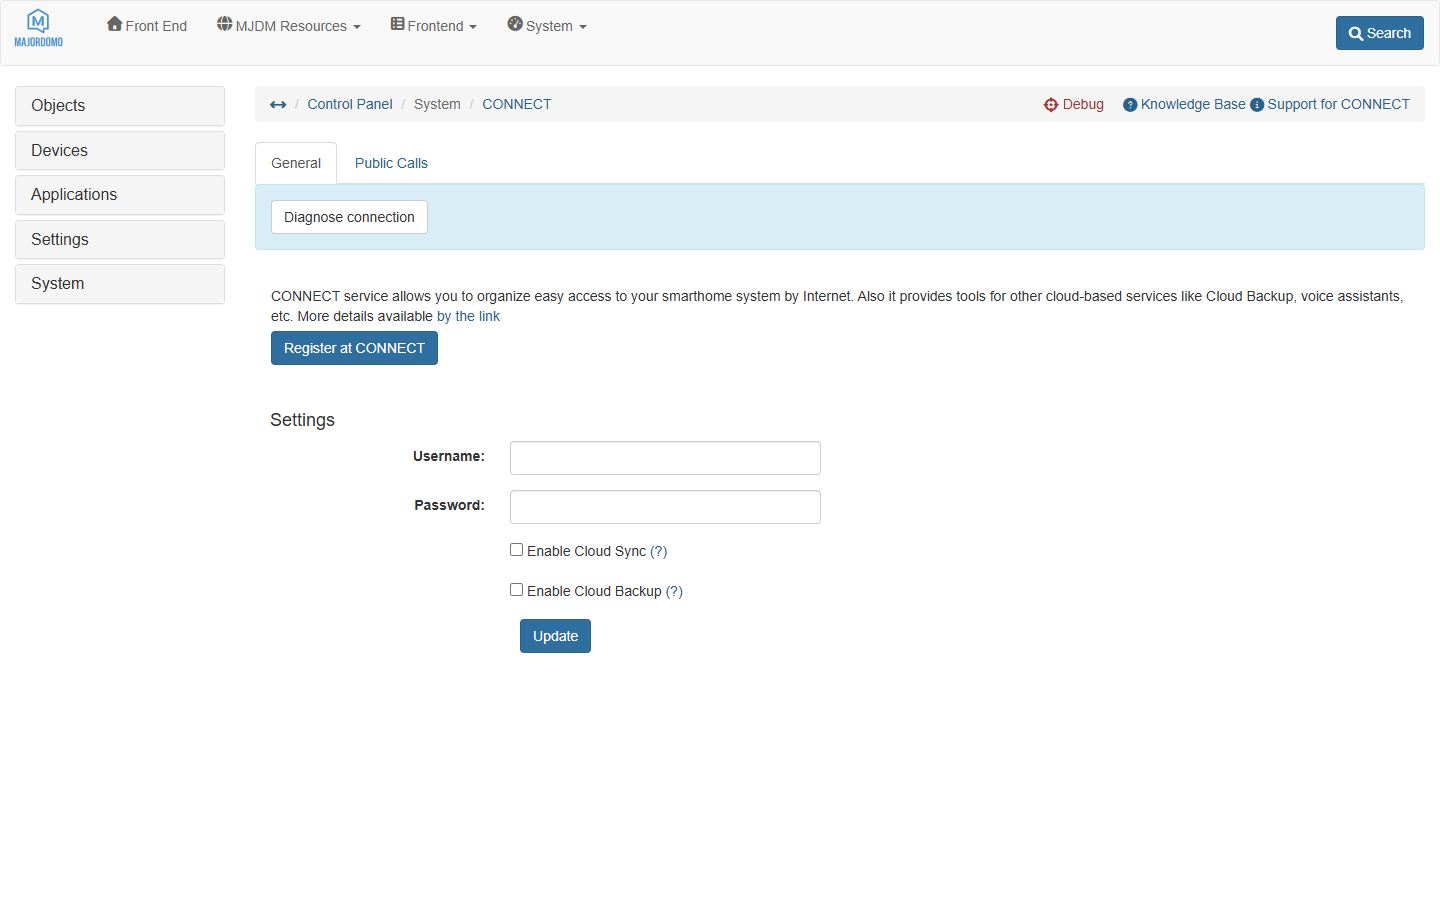 MAJORDOMO
Front End
MJDM Resources
Frontend
System
Search
Objects
Devices
Applications
Settings
System
/ Control Panel / System / CONNECT
Debug
Knowledge Base
Support for CONNECT
General
Public Calls
Diagnose connection
CONNECT service allows you to organize easy access to your smarthome system by Internet. Also it provides tools for other cloud-based services like Cloud Backup, voice assistants,
etc. More details available by the link
Register at CONNECT
Settings
Username:
Password:
Enable Cloud Sync (?)
Enable Cloud Backup (?)
Update